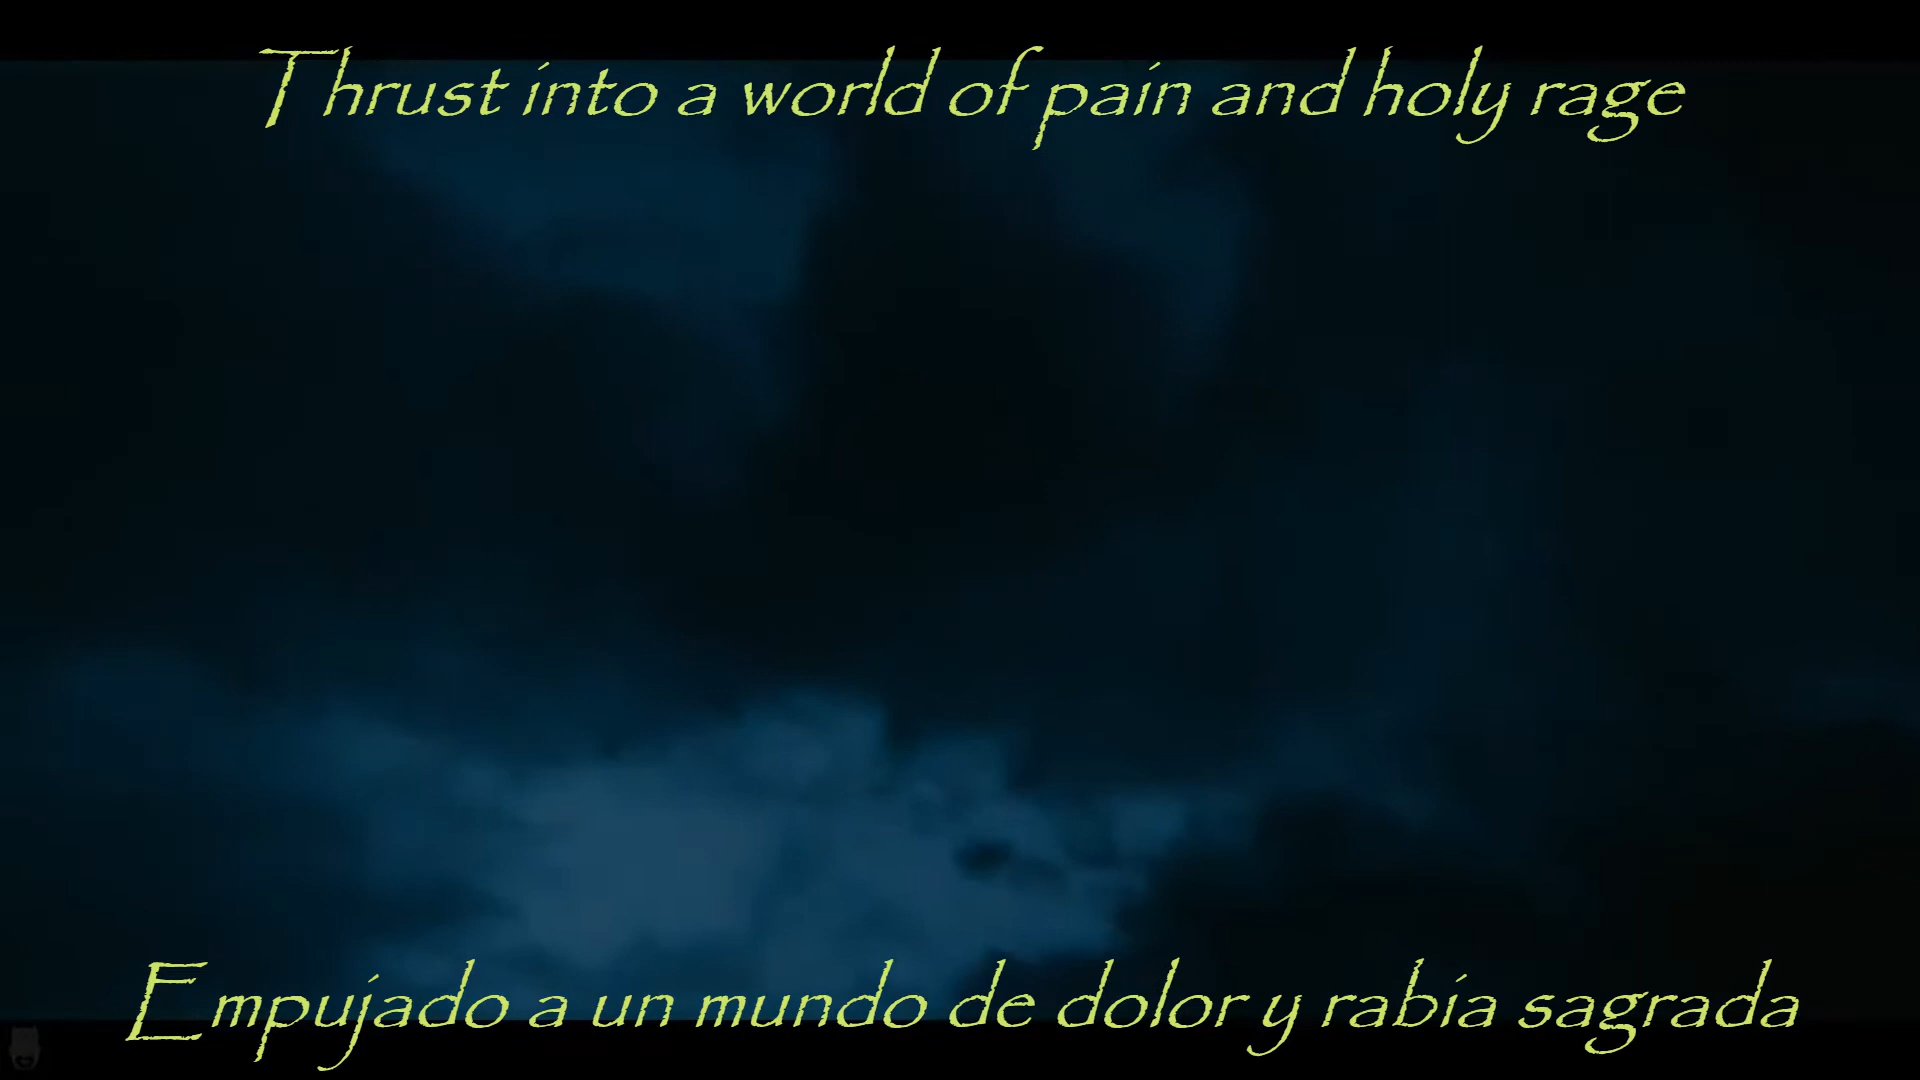 Thrust into a world of pain and holy rage
Empujado a un mundo de dolor y rabia sagrada